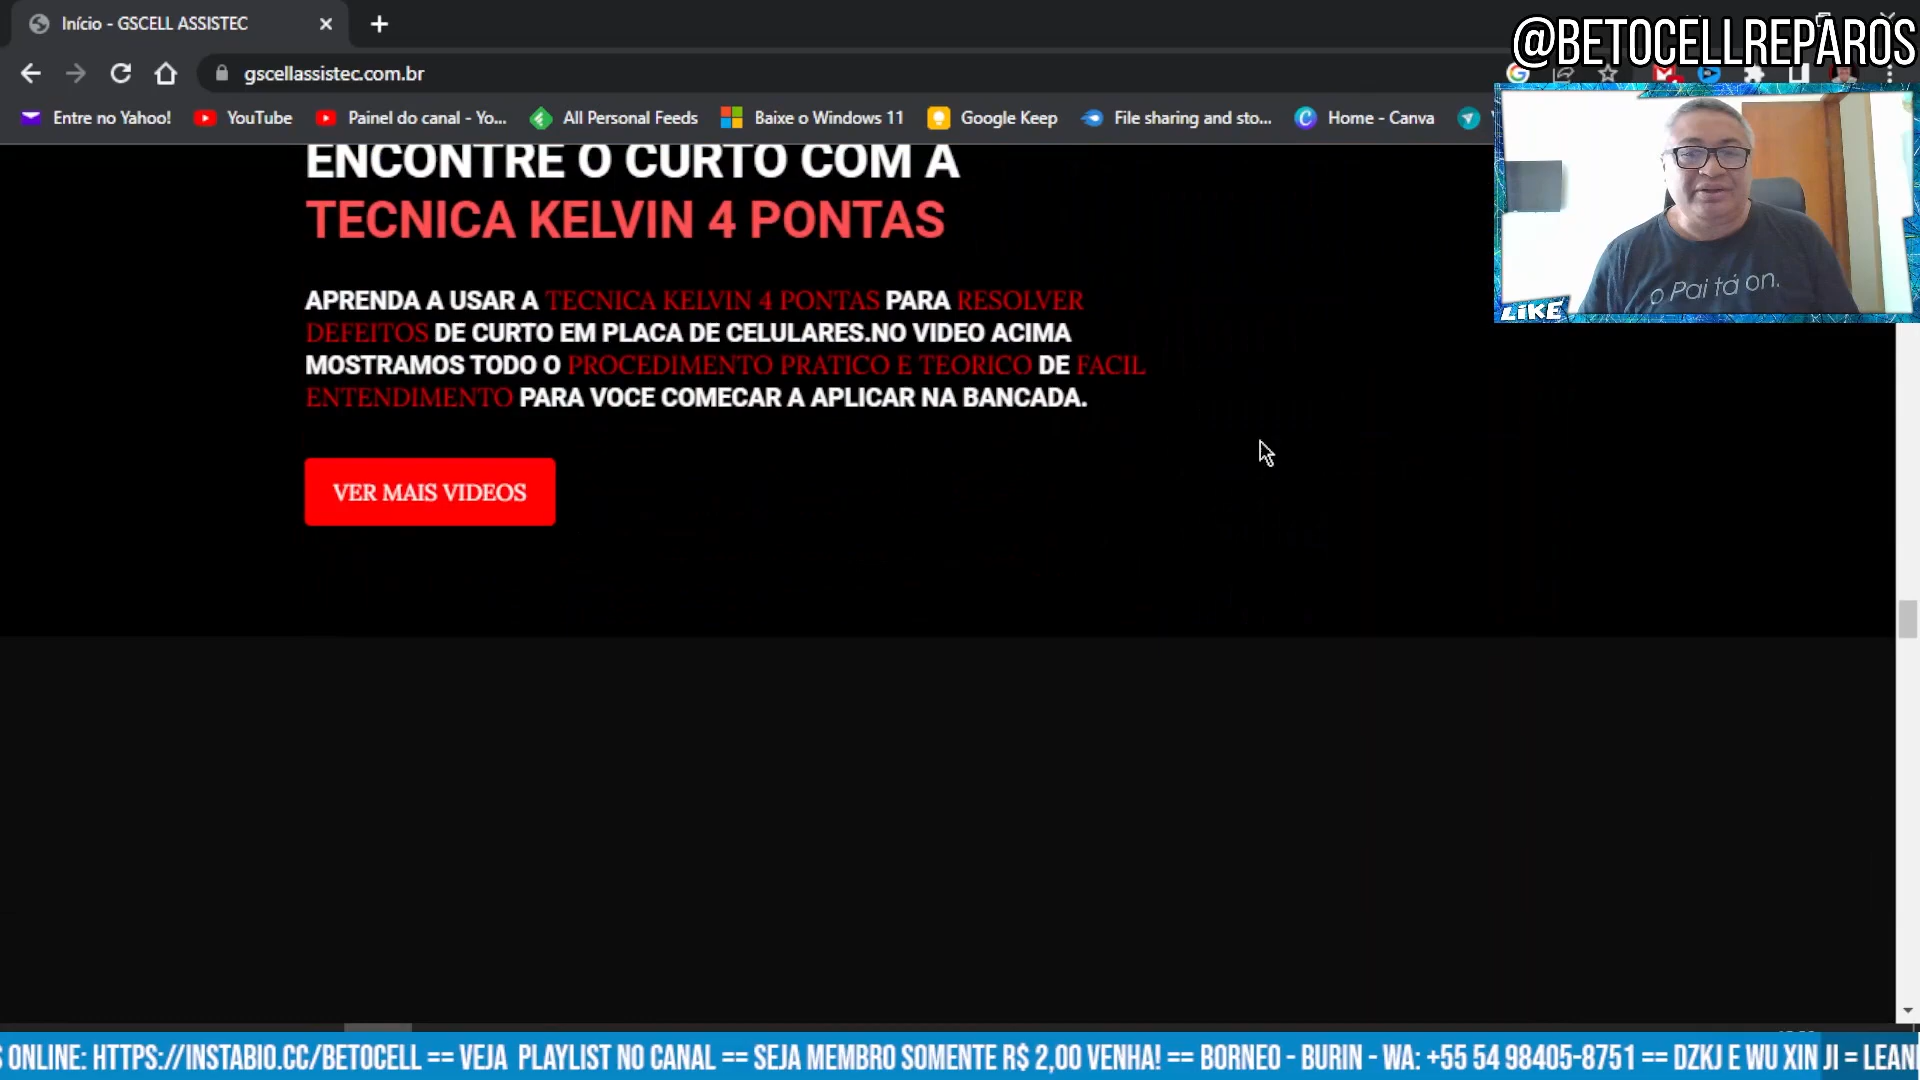 Início - GSCELL ASSISTEC
@BETOCELLREPAROS
gscellassistec.com.br
Entre no Yahoo!
YouTube
Painel do canal - Yo...
All Personal Feeds
Baixe o Windows 11
Google Keep
File sharing and sto...
Home - Canva
o Pai tá on.
LIKE
ENCONTRE O CURTO COM A
TECNICA KELVIN 4 PONTAS
APRENDA A USAR A TECNICA KELVIN 4 PONTAS PARA RESOLVER
DEFEITOS DE CURTO EM PLACA DE CELULARES.NO VIDEO ACIMA
MOSTRAMOS TODO O PROCEDIMENTO PRATICO E TEORICO DE FACIL
ENTENDIMENTO PARA VOCE COMECAR A APLICAR NA BANCADA.
VER MAIS VIDEOS
S ONLINE: HTTPS://INSTABIO.CC/BETOCELL == VEJA PLAYLIST NO CANAL == SEJA MEMBRO SOMENTE R$ 2,00 VENHA! == BORNEO - BURIN - WA: +55 54 98405-8751 == DZKJ E WU XIN JI = LEAN